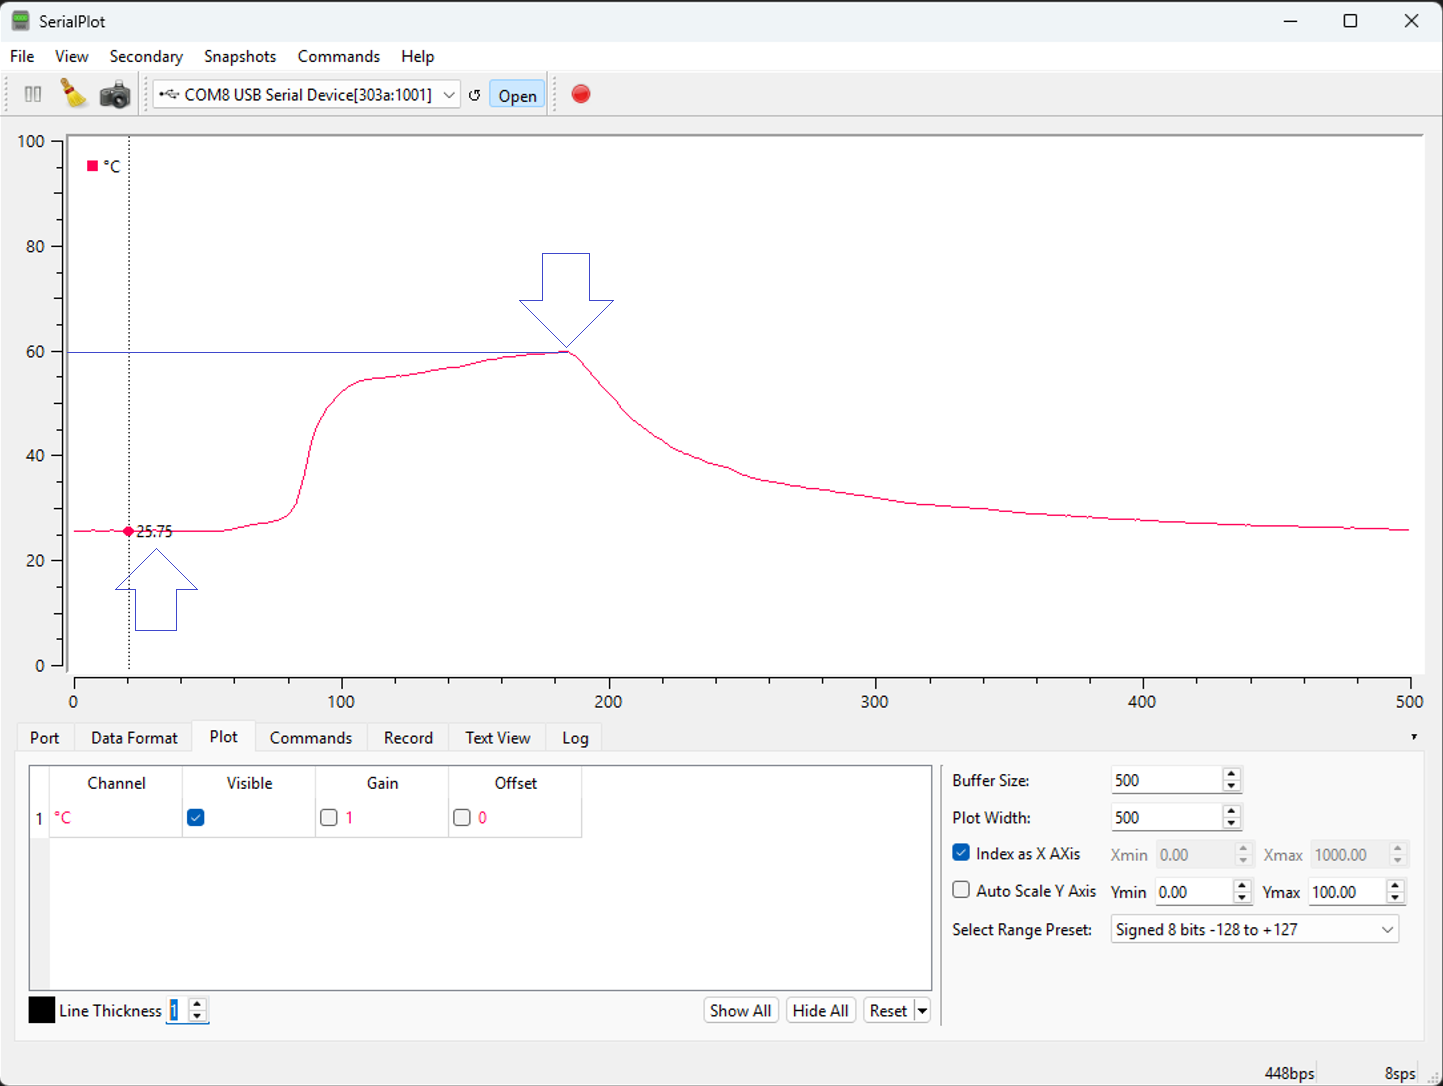 SerialPlot
File View Secondary Snapshots Commands Help
COM8 USB Serial Device[303a:1001] Open
100
°C
80
60
40
25.75
20
0
0 100 200 300 400 500
Port Data Format Plot Commands Record Text View Log
Channel Visible Gain Offset
1 °C 1 0
Buffer Size: 500
Plot Width: 500
Index as X AXis Xmin 0.00 Xmax 1000.00
Auto Scale Y Axis Ymin 0.00 Ymax 100.00
Select Range Preset: Signed 8 bits -128 to +127
Line Thickness 1 Show All Hide All Reset
448bps 8sps